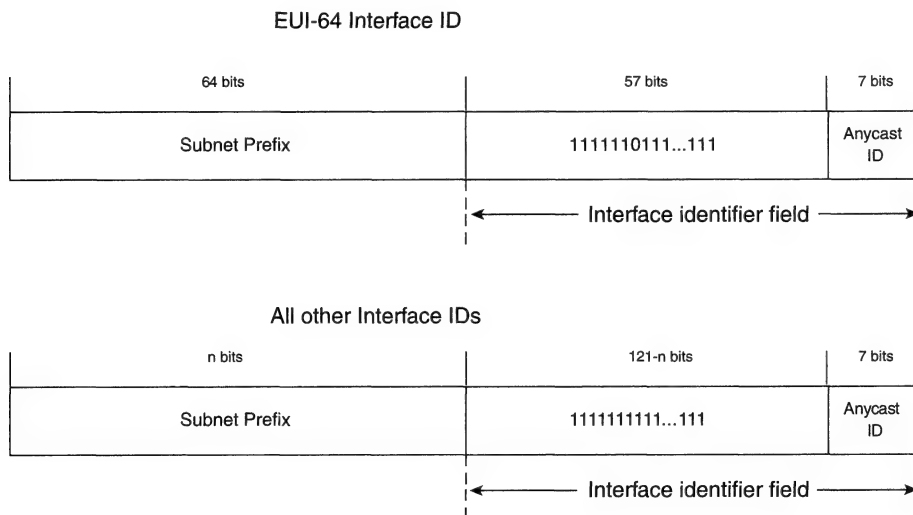 EUI-64 Interface ID
64 bits
57 bits
7 bits
Subnet Prefix
1111110111...111
Anycast
ID
Interface identifier field
All other Interface IDs
n bits
121-n bits
7 bits
Subnet Prefix
1111111111...111
Anycast
ID
Interface identifier field